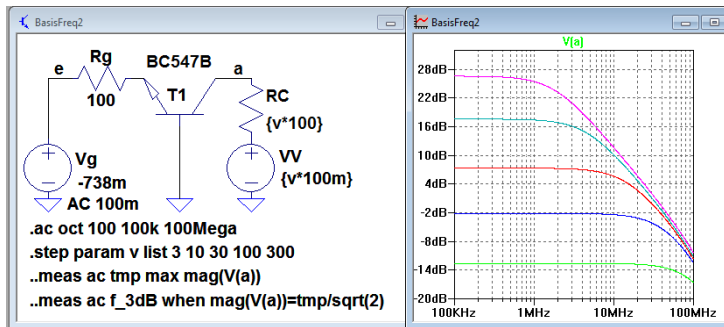 BasisFreq2
Rg
BC547B
e
a
100
T1
RC
{v*100}
Vg
VV
-738m
{v*100m}
AC 100m
.ac oct 100 100k 100Mega
.step param v list 3 10 30 100 300
..meas ac tmp max mag(V(a))
..meas ac f_3dB when mag(V(a))=tmp/sqrt(2)
BasisFreq2
V(a)
28dB
22dB
16dB
10dB
4dB
-2dB
-8dB
-14dB
-20dB
100KHz
1MHz
10MHz
100MHz